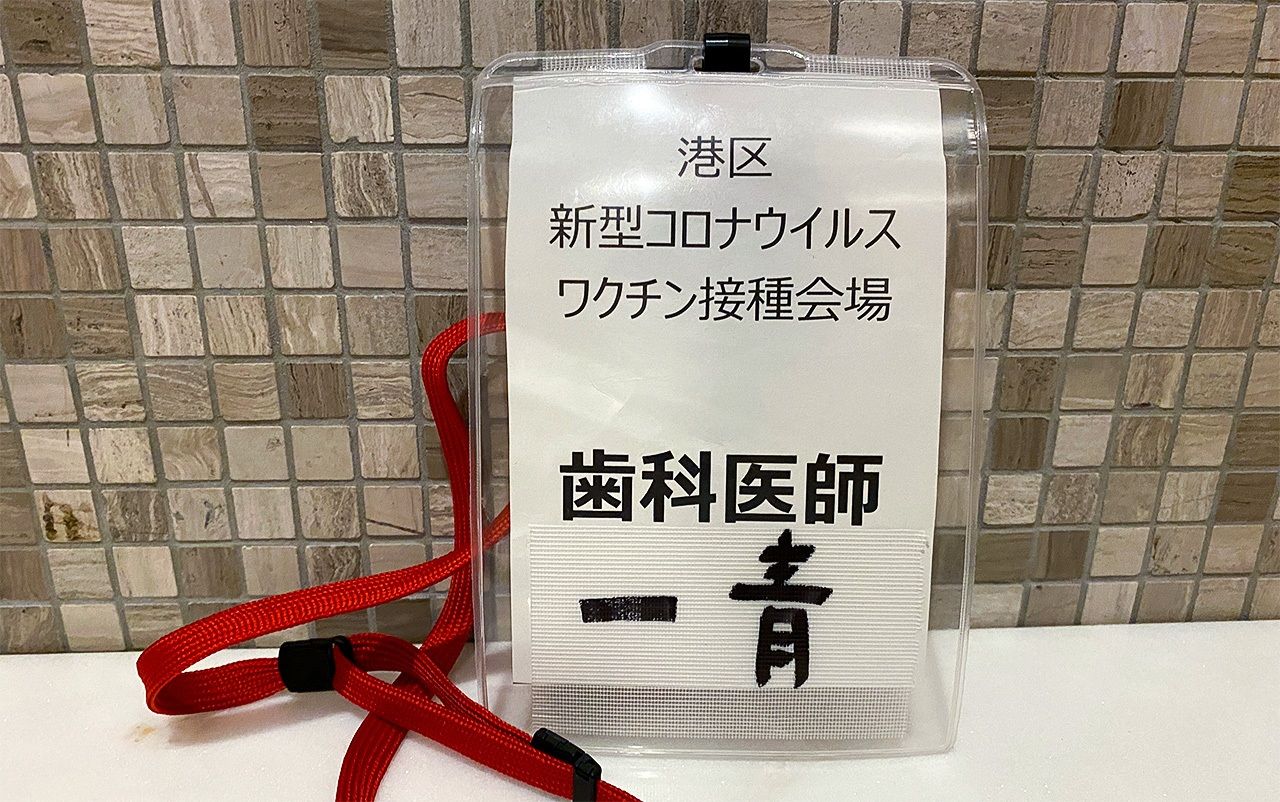 港区
新型コロナウイルス
ワクチン接種会場
歯科医師
一青